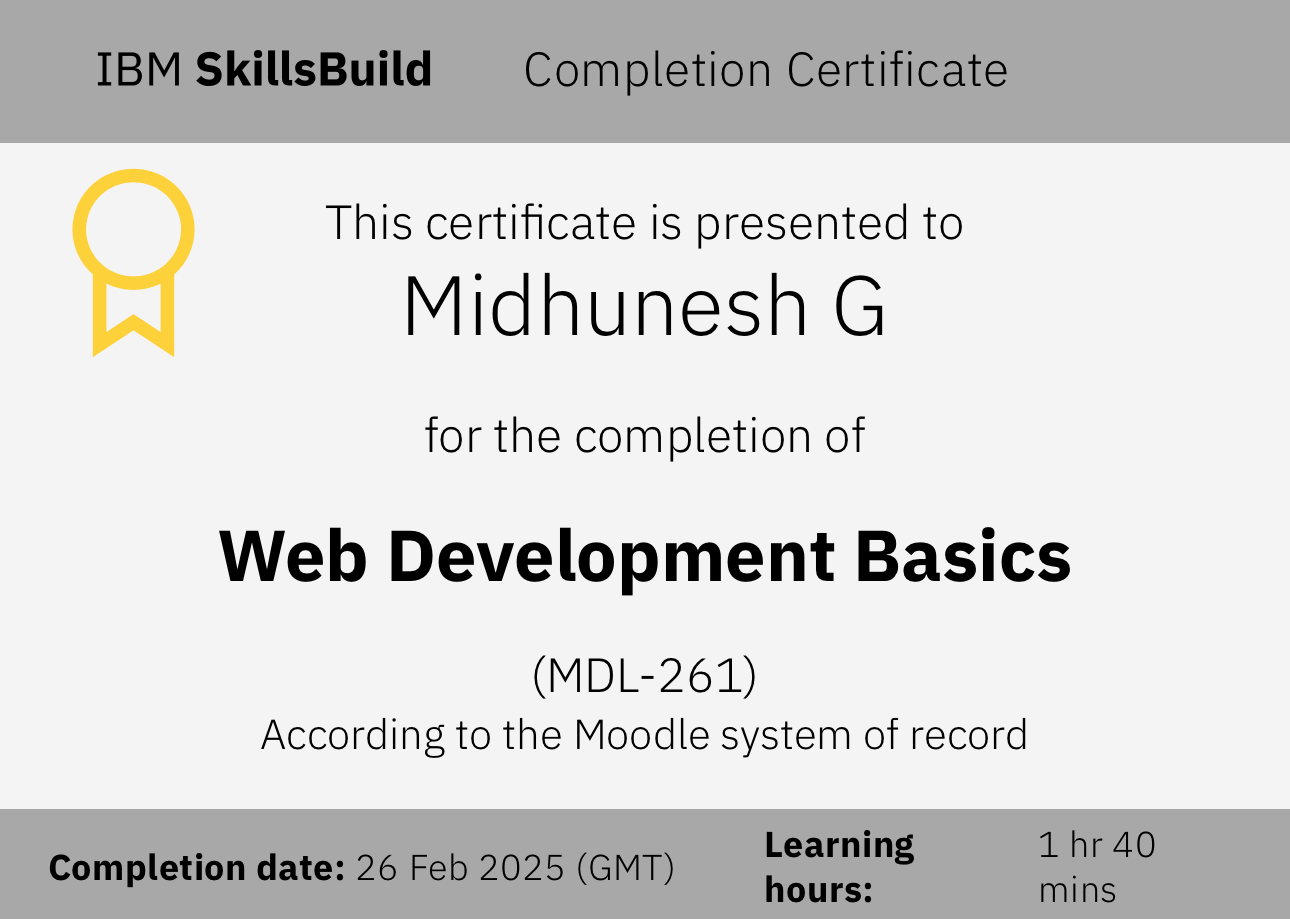 IBM SkillsBuild Completion Certificate
This certificate is presented to
Midhunesh G
for the completion of
Web Development Basics
(MDL-261)
According to the Moodle system of record
Completion date: 26 Feb 2025 (GMT)
Learning hours:
1 hr 40 mins